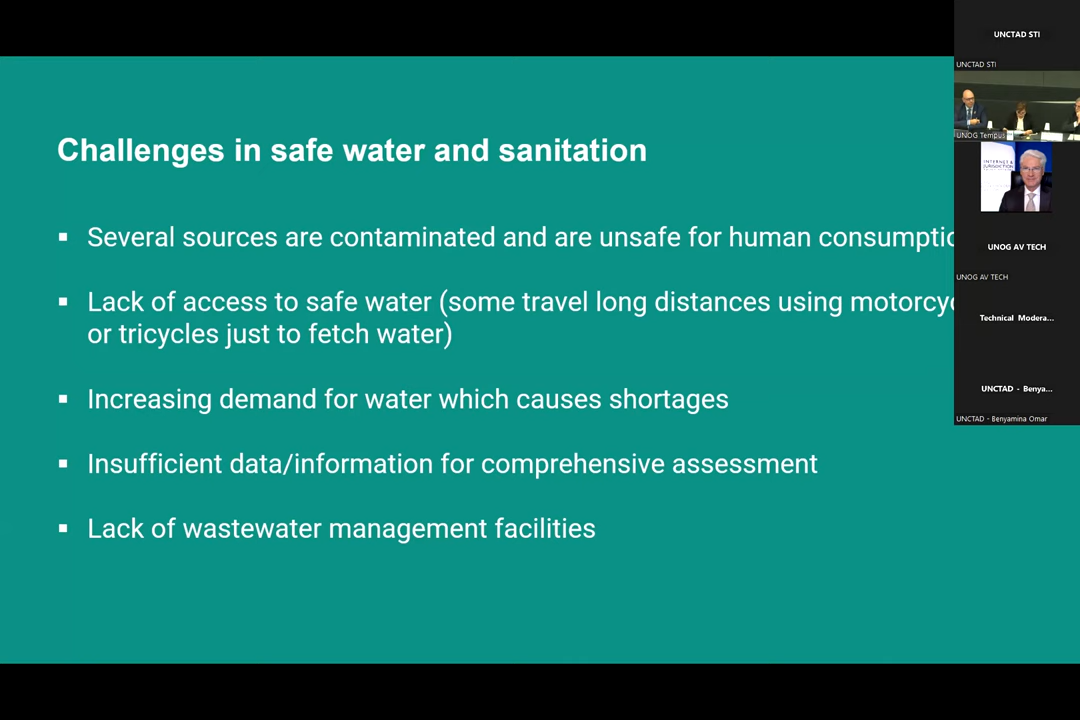 Challenges in safe water and sanitation
▪ Several sources are contaminated and are unsafe for human
▪ Lack of access to safe water (some travel long distances using
or tricycles just to fetch water)
▪ Increasing demand for water which causes shortages
▪ Insufficient data/information for comprehensive assessment
▪ Lack of wastewater management facilities
UNCTAD STI
UNCTAD STI
UNOG Tempus
INTERNET &
JURISDICTION
UNOG AV TECH
UNOG AV TECH
Technical Modera...
UNCTAD - Benya...
UNCTAD - Benyamina Omar